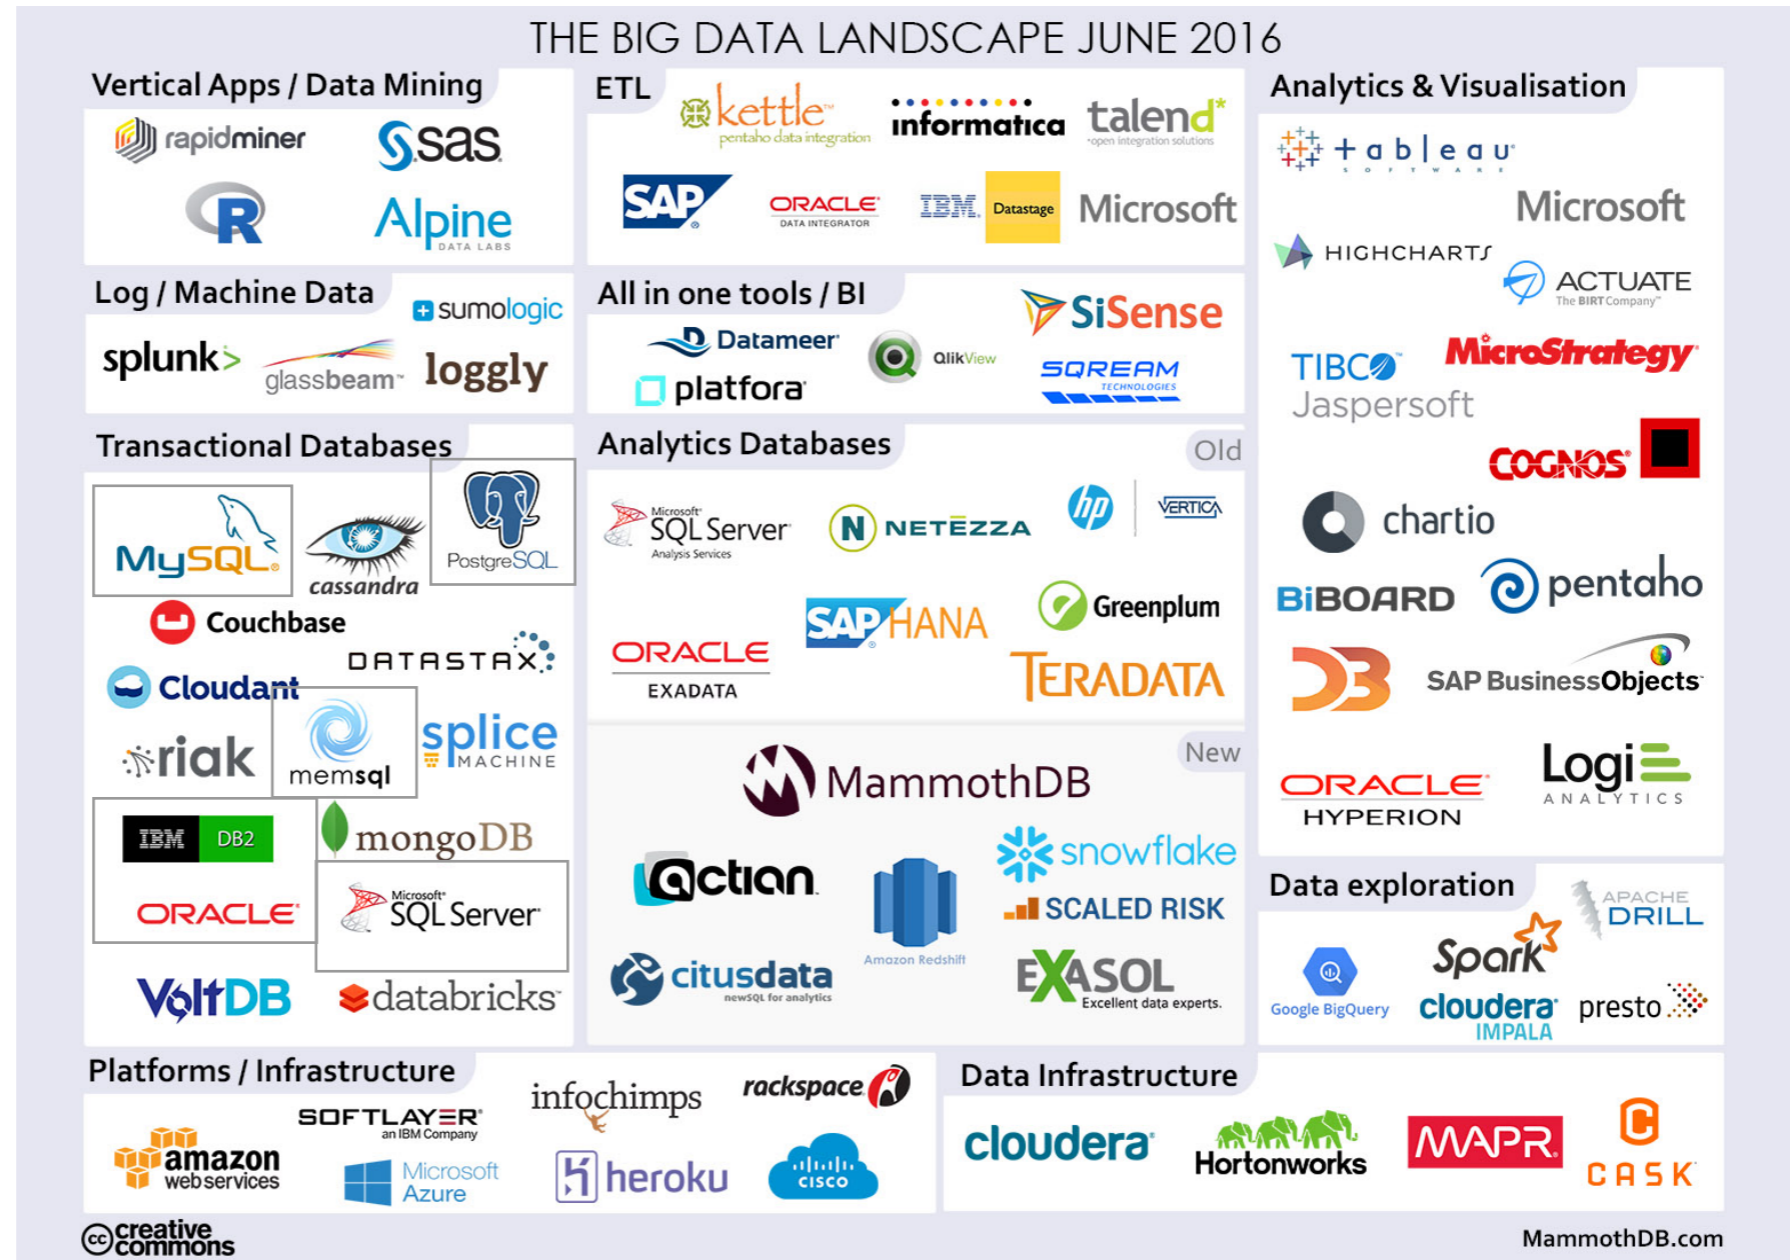 THE BIG DATA LANDSCAPE JUNE 2016
Vertical Apps / Data Mining
rapidminer
sas
R
Alpine
DATA LABS
ETL
kettle
pentaho data integration
informatica
talend*
*open integration solutions
SAP
ORACLE
DATA INTEGRATOR
IBM. Datastage
Microsoft
Analytics & Visualisation
+ableau
SOFTWARE
Microsoft
HIGHCHARTS
ACTUATE
The BIRT Company™
TIBCO™
Jaspersoft
MicroStrategy
COGNOS
chartio
BiBOARD
pentaho
D3
SAP BusinessObjects
ORACLE
HYPERION
Logi
ANALYTICS
Log / Machine Data
sumologic
splunk>
glassbeam™
loggly
All in one tools / BI
Datameer
QlikView
SiSense
platfora
SQREAM
TECHNOLOGIES
Transactional Databases
MySQL
cassandra
PostgreSQL
Couchbase
DATASTAX
Cloudant
riak
memsql
splice
MACHINE
IBM DB2
mongoDB
ORACLE
Microsoft
SQL Server
VoltDB
databricks
Analytics Databases
Old
Microsoft
SQL Server
Analysis Services
N NETEZZA
hp VERTICA
SAP HANA
Greenplum
ORACLE
EXADATA
TERADATA
New
MammothDB
actian
Amazon Redshift
snowflake
SCALED RISK
citusdata
newSQL for analytics
EXASOL
Excellent data experts.
Data exploration
APACHE
DRILL
Google BigQuery
Spark
cloudera
IMPALA
presto
Platforms / Infrastructure
SOFTLAYER
an IBM Company
infochimps
rackspace
amazon
web services
Microsoft
Azure
heroku
CISCO
Data Infrastructure
cloudera
Hortonworks
MAPR
CASK
cc creative
commons
MammothDB.com